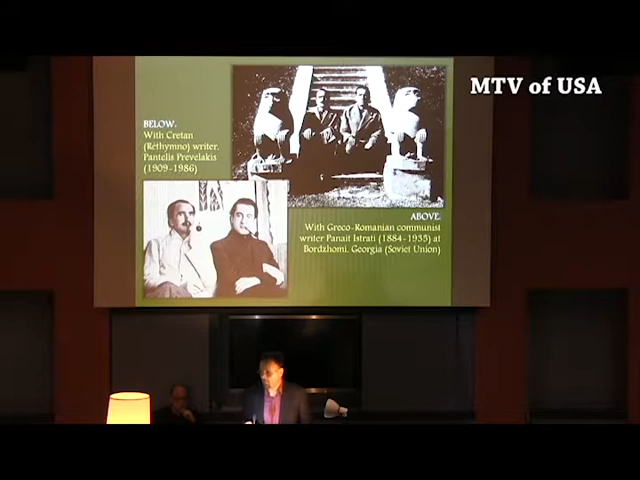 MTV of USA
BELOW.
With Cretan
(Réthymno) writer,
Pantelis Prevelakis
(1909-1986)
ABOVE.
With Greco-Romanian communist
writer Panait Istrati (1884-1935) at
Bordzhomi, Georgia (Soviet Union)